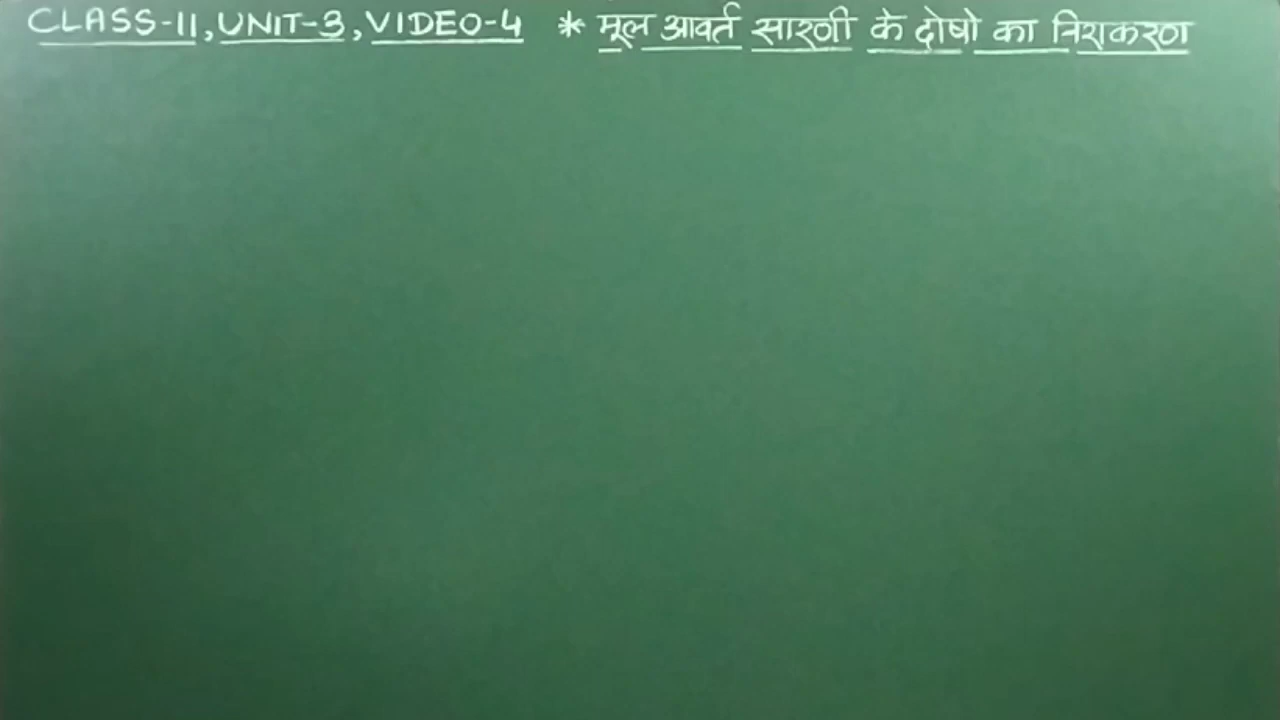 CLASS-11, UNIT-3, VIDEO-4 * मूल आवर्त सारणी के दोषो का निराकरण